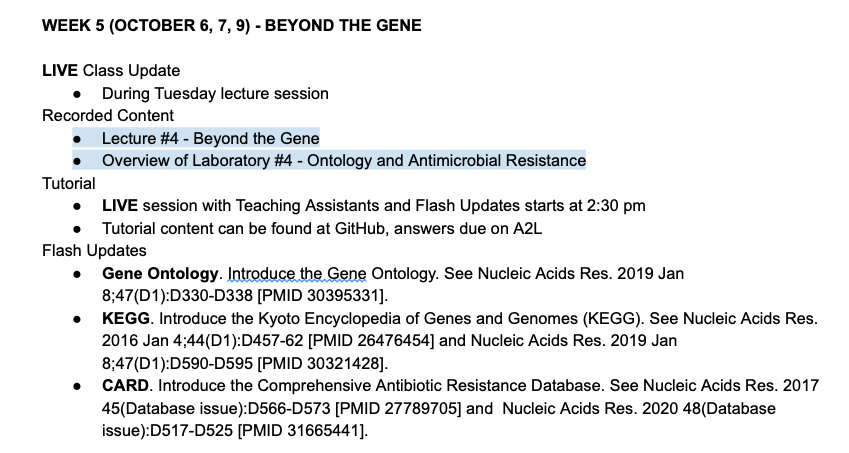 WEEK 5 (OCTOBER 6, 7, 9) - BEYOND THE GENE
LIVE Class Update
● During Tuesday lecture session
Recorded Content
● Lecture #4 - Beyond the Gene
● Overview of Laboratory #4 - Ontology and Antimicrobial Resistance
Tutorial
● LIVE session with Teaching Assistants and Flash Updates starts at 2:30 pm
● Tutorial content can be found at GitHub, answers due on A2L
Flash Updates
● Gene Ontology. Introduce the Gene Ontology. See Nucleic Acids Res. 2019 Jan
8;47(D1):D330-D338 [PMID 30395331].
● KEGG. Introduce the Kyoto Encyclopedia of Genes and Genomes (KEGG). See Nucleic Acids Res.
2016 Jan 4;44(D1):D457-62 [PMID 26476454] and Nucleic Acids Res. 2019 Jan
8;47(D1):D590-D595 [PMID 30321428].
● CARD. Introduce the Comprehensive Antibiotic Resistance Database. See Nucleic Acids Res. 2017
45(Database issue):D566-D573 [PMID 27789705] and Nucleic Acids Res. 2020 48(Database
issue):D517-D525 [PMID 31665441].